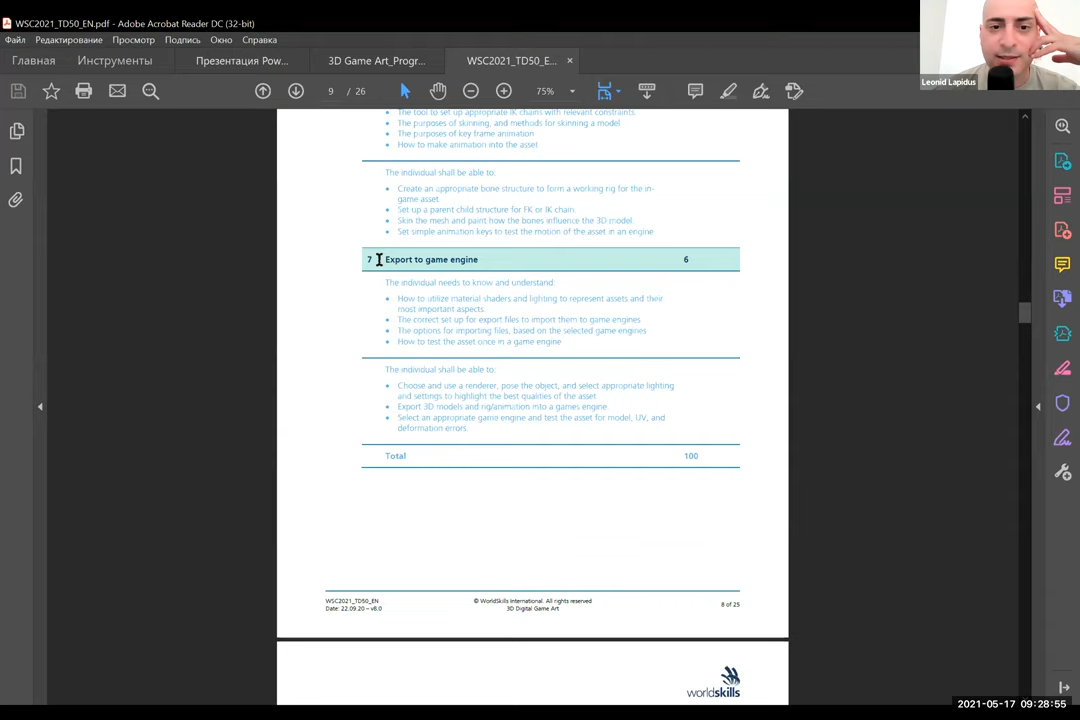 WSC2021_TD50_EN.pdf - Adobe Acrobat Reader DC (32-bit)
Файл Редактирование Просмотр Подпись Окно Справка
Главная Инструменты Презентация Pow... 3D Game Art_Progr... WSC2021_TD50_E... ×
9 / 26 75%
Leonid Lapidus
• The tool to set up appropriate IK chains with relevant constraints.
• The purposes of skinning, and methods for skinning a model
• The purposes of key frame animation
• How to make animation into the asset
The individual shall be able to:
• Create an appropriate bone structure to form a working rig for the in-
game asset
• Set up a parent child structure for FK or IK chain.
• Skin the mesh and paint how the bones influence the 3D model.
• Set simple animation keys to test the motion of the asset in an engine
7 Export to game engine 6
The individual needs to know and understand:
• How to utilize material shaders and lighting to represent assets and their
most important aspects.
• The correct set up for export files to import them to game engines
• The options for importing files, based on the selected game engines
• How to test the asset once in a game engine
The individual shall be able to:
• Choose and use a renderer, pose the object, and select appropriate lighting
and settings to highlight the best qualities of the asset
• Export 3D models and rig/animation into a games engine
• Select an appropriate game engine and test the asset for model, UV, and
deformation errors.
Total 100
WSC2021_TD50_EN © WorldSkills International. All rights reserved 8 of 25
Date: 22.09.20 – v8.0 3D Digital Game Art
worldskills
2021-05-17 09:28:55